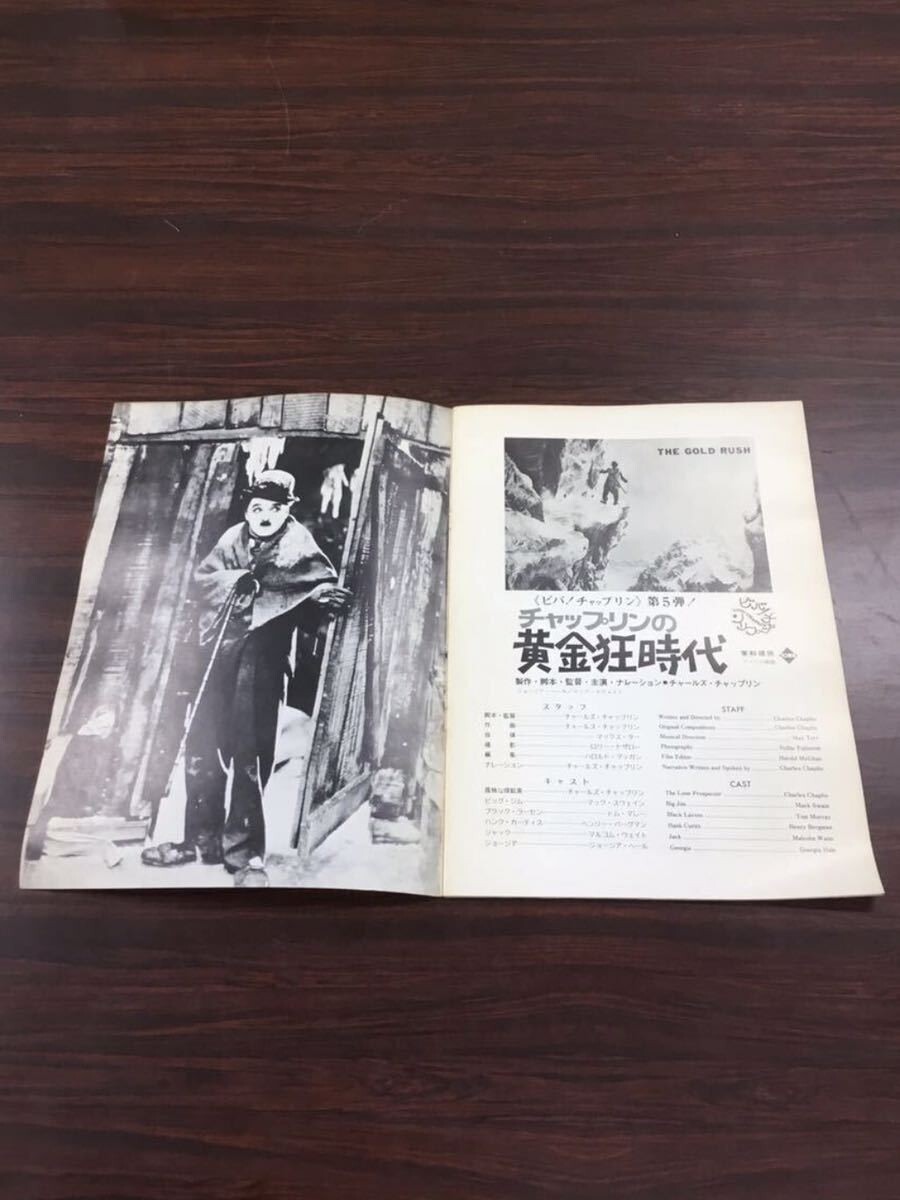 THE GOLD RUSH
《ビバ!チャップリン》第5弾!
チャップリンの
黄金狂時代
製作・脚本・監督・主演・ナレーション■チャールズ・チャップリン
スタッフ
脚本・監督 チャールズ・チャップリン
作曲 チャールズ・チャップリン
指揮 マックス・ター
撮影 ロリー・トザロー
編集 ハロルド・マッガン
ナレーション チャールズ・チャップリン
キャスト
孤独な探鉱家 チャールズ・チャップリン
ビッグ・ジム マック・スウェイン
ブラック・ラーセン トム・マレー
ハンク・カーティス ヘンリー・バーグマン
ジャック マルコム・ウェイト
ジョージア ジョージア・ヘール
STAFF
Written and Directed by Charles Chaplin
Original Compositions Charles Chaplin
Musical Direction Max Terr
Photography Rollie Totheroh
Film Editor Harold McGhan
Narration Written and Spoken by Charles Chaplin
CAST
The Lone Prospector Charles Chaplin
Big Jim Mack Swain
Black Larsen Tom Murray
Hank Curtis Henry Bergman
Jack Malcolm Waite
Georgia Georgia Hale